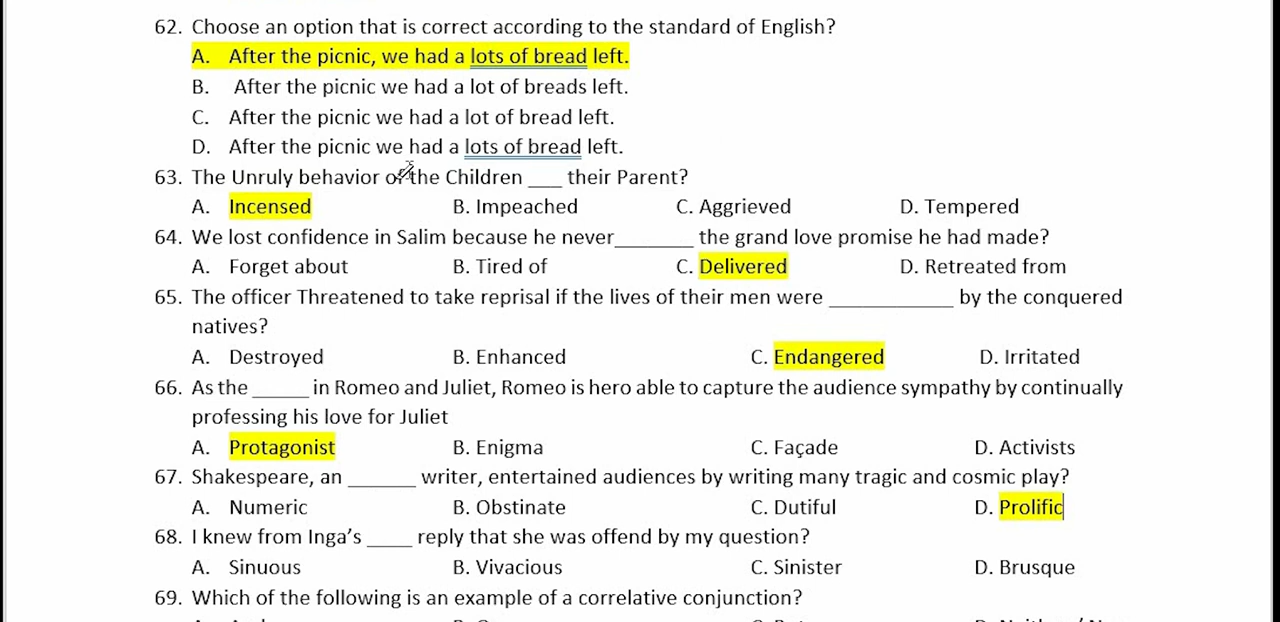 62. Choose an option that is correct according to the standard of English?
A. After the picnic, we had a lots of bread left.
B. After the picnic we had a lot of breads left.
C. After the picnic we had a lot of bread left.
D. After the picnic we had a lots of bread left.
63. The Unruly behavior of the Children ___ their Parent?
A. Incensed B. Impeached C. Aggrieved D. Tempered
64. We lost confidence in Salim because he never_______ the grand love promise he had made?
A. Forget about B. Tired of C. Delivered D. Retreated from
65. The officer Threatened to take reprisal if the lives of their men were ___________ by the conquered
natives?
A. Destroyed B. Enhanced C. Endangered D. Irritated
66. As the _____ in Romeo and Juliet, Romeo is hero able to capture the audience sympathy by continually
professing his love for Juliet
A. Protagonist B. Enigma C. Façade D. Activists
67. Shakespeare, an ______ writer, entertained audiences by writing many tragic and cosmic play?
A. Numeric B. Obstinate C. Dutiful D. Prolific
68. I knew from Inga’s ____ reply that she was offend by my question?
A. Sinuous B. Vivacious C. Sinister D. Brusque
69. Which of the following is an example of a correlative conjunction?